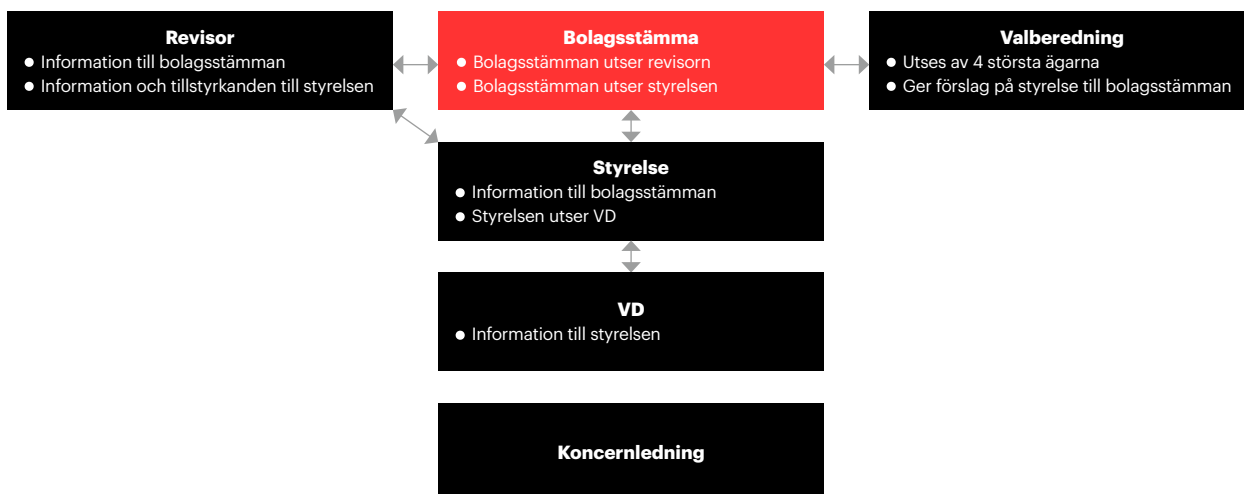 Revisor
● Information till bolagsstämman
● Information och tillstyrkanden till styrelsen
Bolagsstämma
● Bolagsstämman utser revisorn
● Bolagsstämman utser styrelsen
Valberedning
● Utses av 4 största ägarna
● Ger förslag på styrelse till bolagsstämman
Styrelse
● Information till bolagsstämman
● Styrelsen utser VD
VD
● Information till styrelsen
Koncernledning